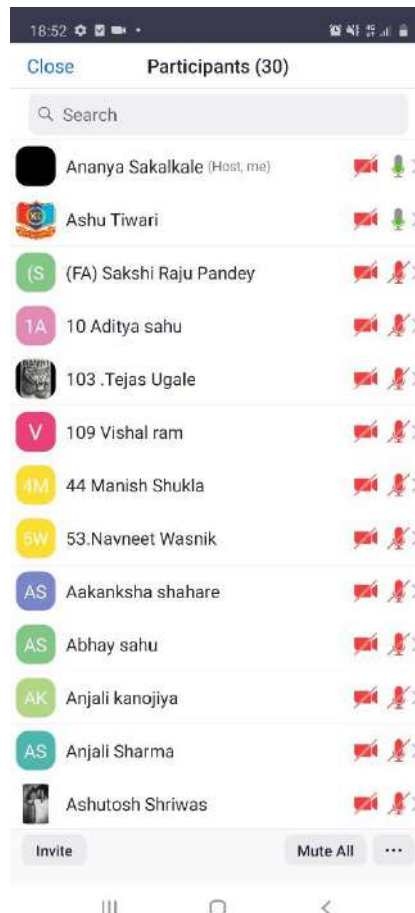 18:52
Close Participants (30)
Search
Ananya Sakalkale (Host, me)
Ashu Tiwari
(S (FA) Sakshi Raju Pandey
1A 10 Aditya sahu
103 .Tejas Ugale
V 109 Vishal ram
4M 44 Manish Shukla
5W 53.Navneet Wasnik
AS Aakanksha shahare
AS Abhay sahu
AK Anjali kanojiya
AS Anjali Sharma
Ashutosh Shriwas
Invite Mute All ...